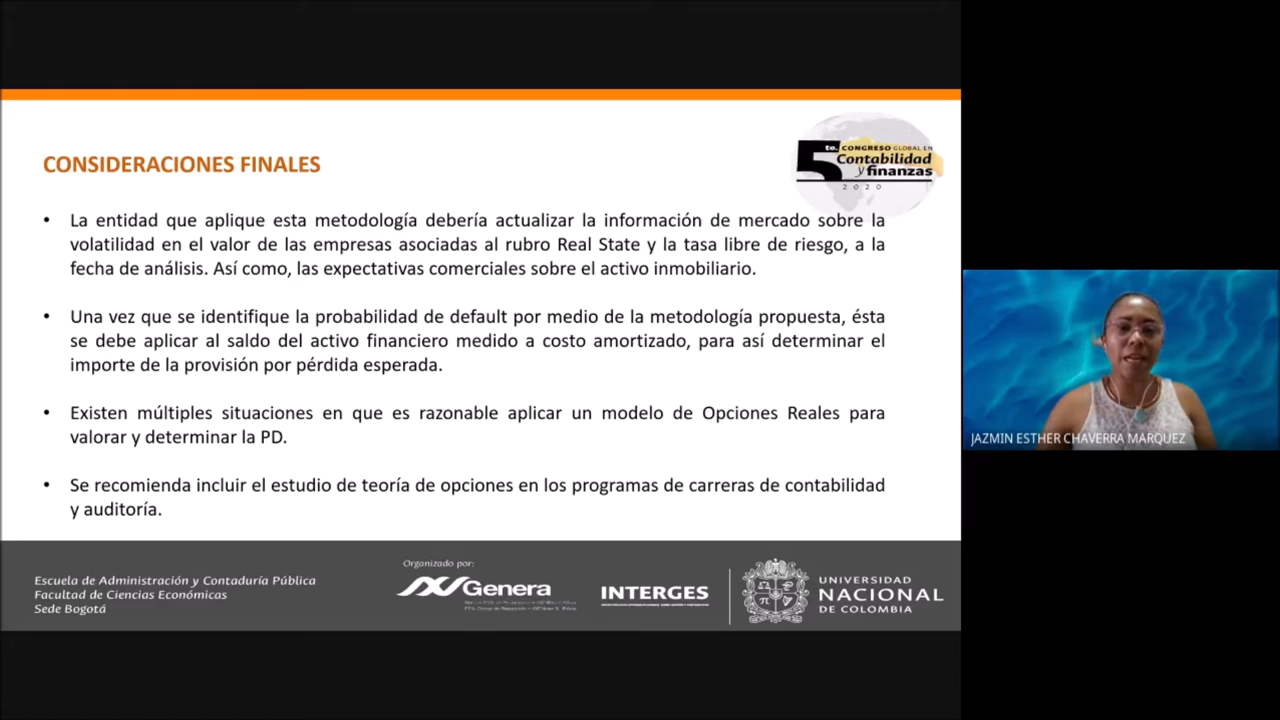 CONSIDERACIONES FINALES
5to. CONGRESO GLOBAL EN
Contabilidad
y finanzas
2020
• La entidad que aplique esta metodología debería actualizar la información de mercado sobre la
volatilidad en el valor de las empresas asociadas al rubro Real State y la tasa libre de riesgo, a la
fecha de análisis. Así como, las expectativas comerciales sobre el activo inmobiliario.
• Una vez que se identifique la probabilidad de default por medio de la metodología propuesta, ésta
se debe aplicar al saldo del activo financiero medido a costo amortizado, para así determinar el
importe de la provisión por pérdida esperada.
• Existen múltiples situaciones en que es razonable aplicar un modelo de Opciones Reales para
valorar y determinar la PD.
• Se recomienda incluir el estudio de teoría de opciones en los programas de carreras de contabilidad
y auditoría.
JAZMIN ESTHER CHAVERRA MARQUEZ
Escuela de Administración y Contaduría Pública
Facultad de Ciencias Económicas
Sede Bogotá
Organizado por:
Genera
INTERGES
UNIVERSIDAD
NACIONAL
DE COLOMBIA